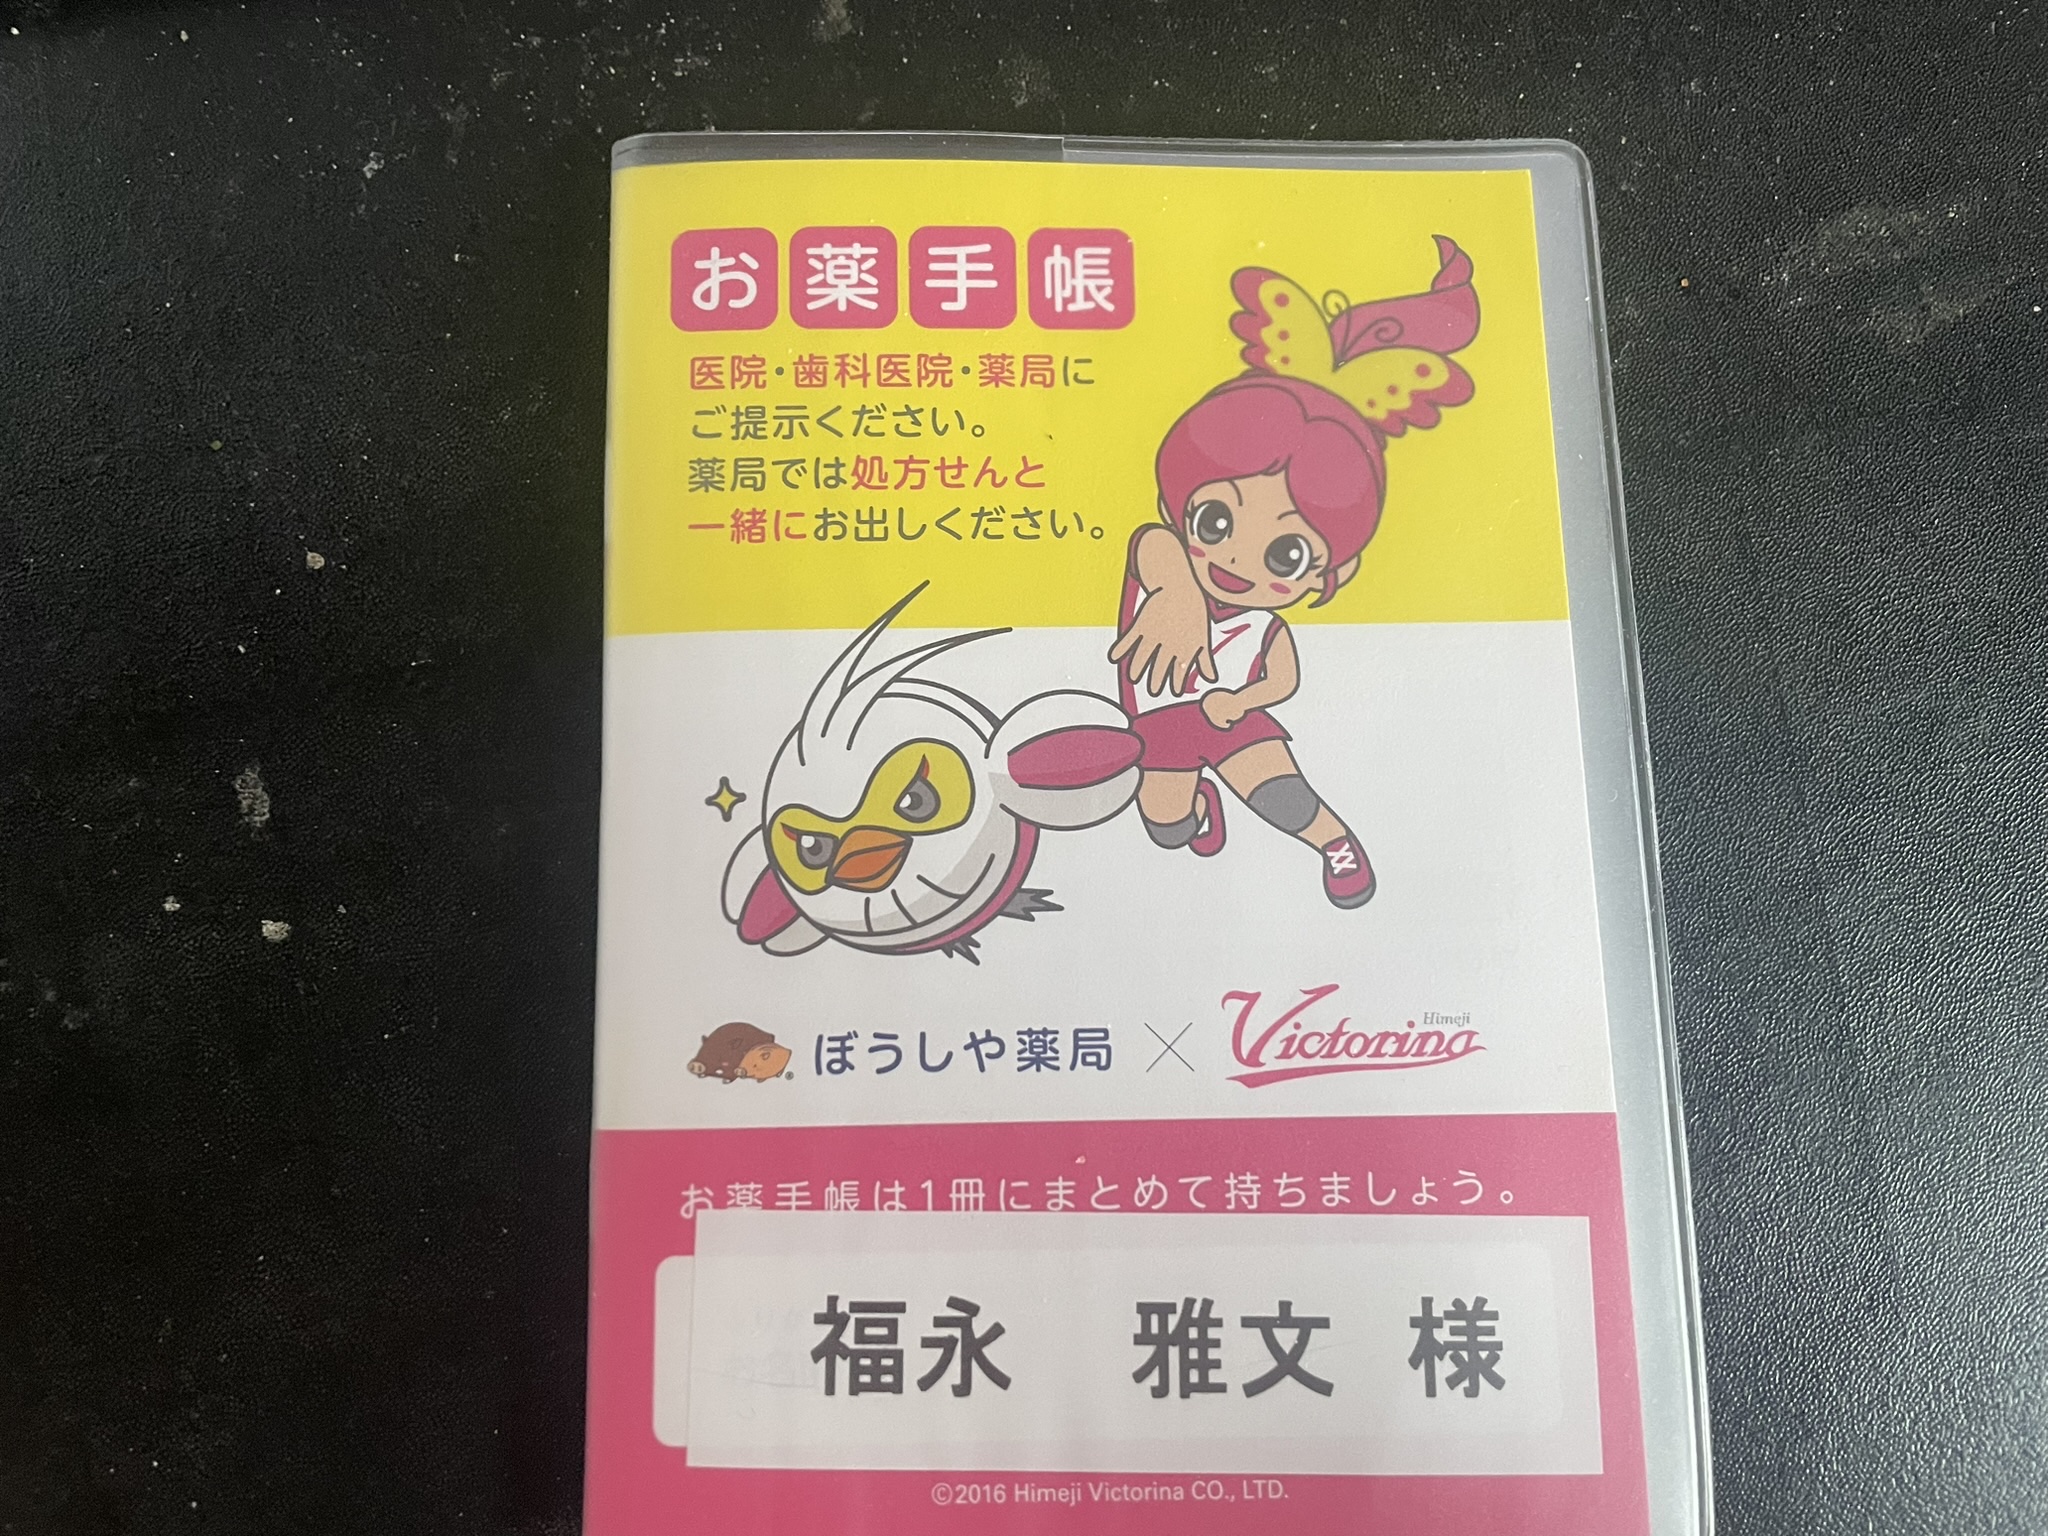 お薬手帳
医院・歯科医院・薬局に
ご提示ください。
薬局では処方せんと
一緒にお出しください。
ぼうしや薬局 × Himeji Victorina
お薬手帳は1冊にまとめて持ちましょう。
福永 雅文 様
©2016 Himeji Victorina CO., LTD.